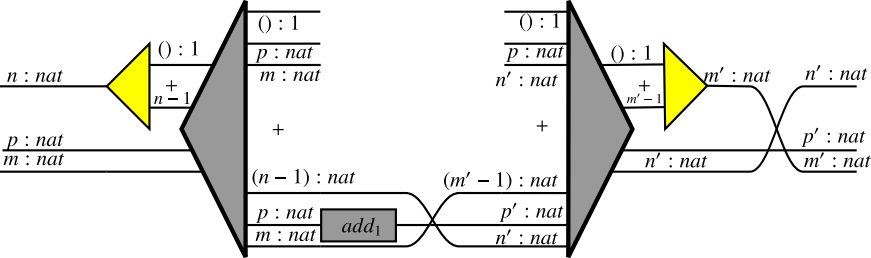 () : 1
() : 1
() : 1
() : 1
p : nat
p : nat
n : nat
+
n − 1
m : nat
n′ : nat
+
m′−1
m′ : nat
n′ : nat
+
+
p : nat
m : nat
p′ : nat
n′ : nat
m′ : nat
(n − 1) : nat
(m′ − 1) : nat
p : nat
add₁
p′ : nat
m : nat
n′ : nat